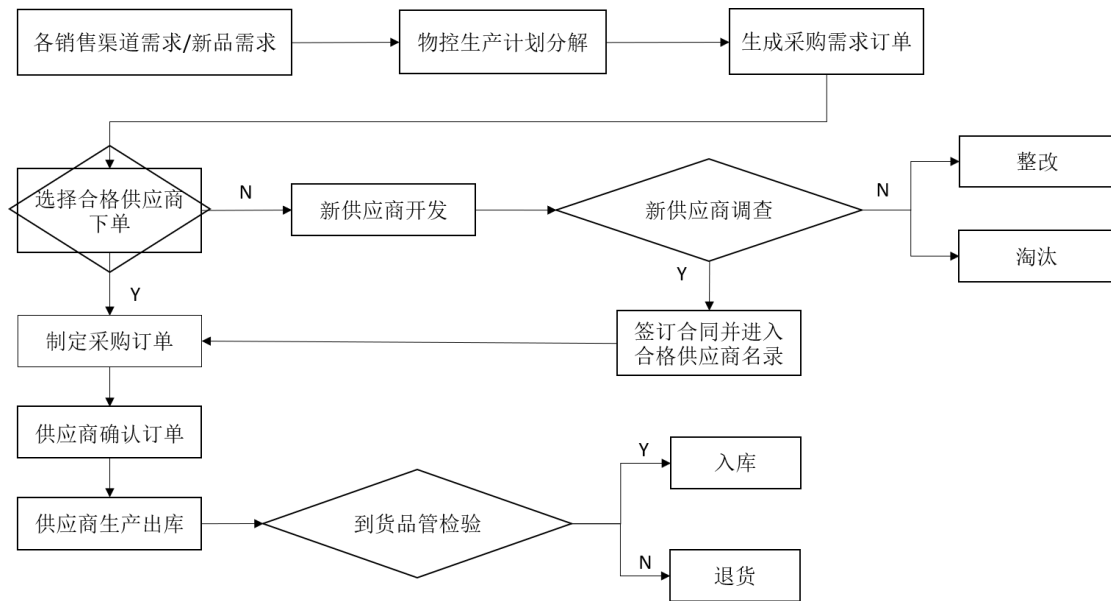 各销售渠道需求/新品需求
物控生产计划分解
生成采购需求订单
选择合格供应商
下单
N
新供应商开发
新供应商调查
N
整改
淘汰
Y
Y
制定采购订单
签订合同并进入
合格供应商名录
供应商确认订单
供应商生产出库
到货品管检验
Y
入库
N
退货